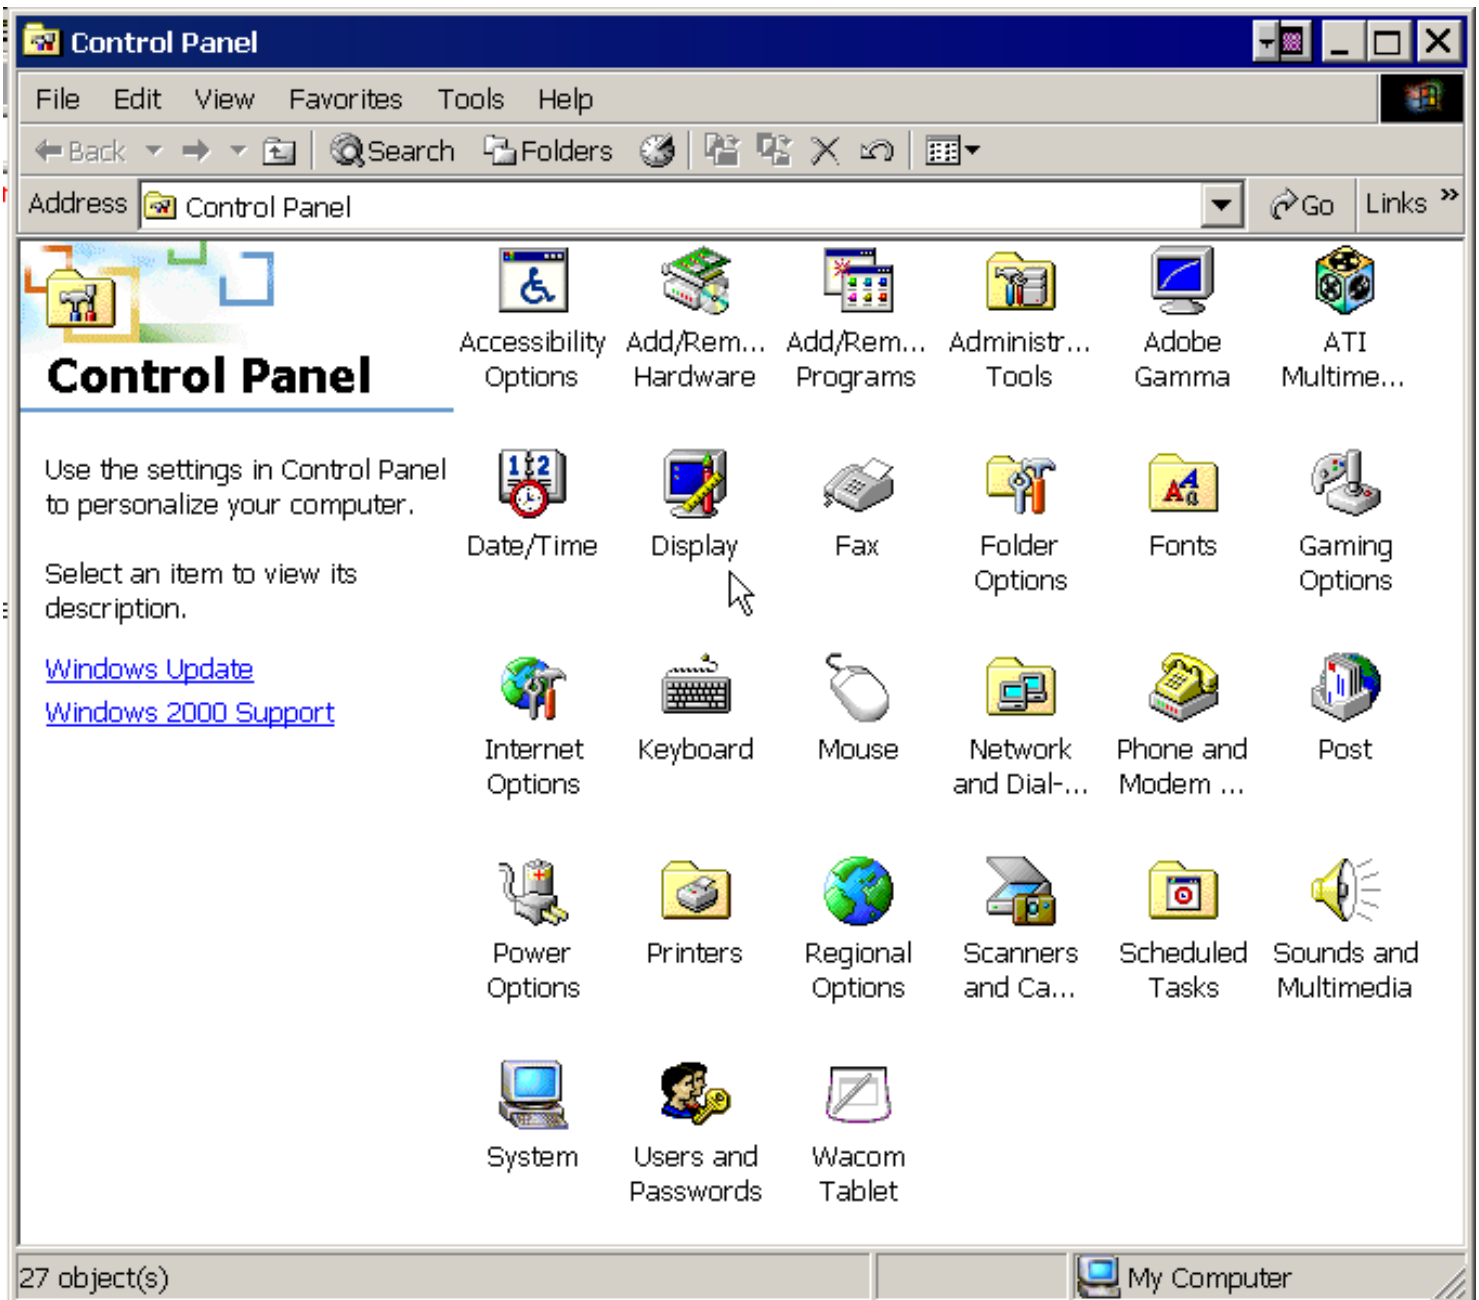 Control Panel
File Edit View Favorites Tools Help
Back Search Folders
Address Control Panel Go Links »
Control Panel
Use the settings in Control Panel
to personalize your computer.
Select an item to view its
description.
Windows Update
Windows 2000 Support
Accessibility
Options
Add/Rem...
Hardware
Add/Rem...
Programs
Administr...
Tools
Adobe
Gamma
ATI
Multime...
Date/Time
Display
Fax
Folder
Options
Fonts
Gaming
Options
Internet
Options
Keyboard
Mouse
Network
and Dial-...
Phone and
Modem ...
Post
Power
Options
Printers
Regional
Options
Scanners
and Ca...
Scheduled
Tasks
Sounds and
Multimedia
System
Users and
Passwords
Wacom
Tablet
27 object(s)
My Computer